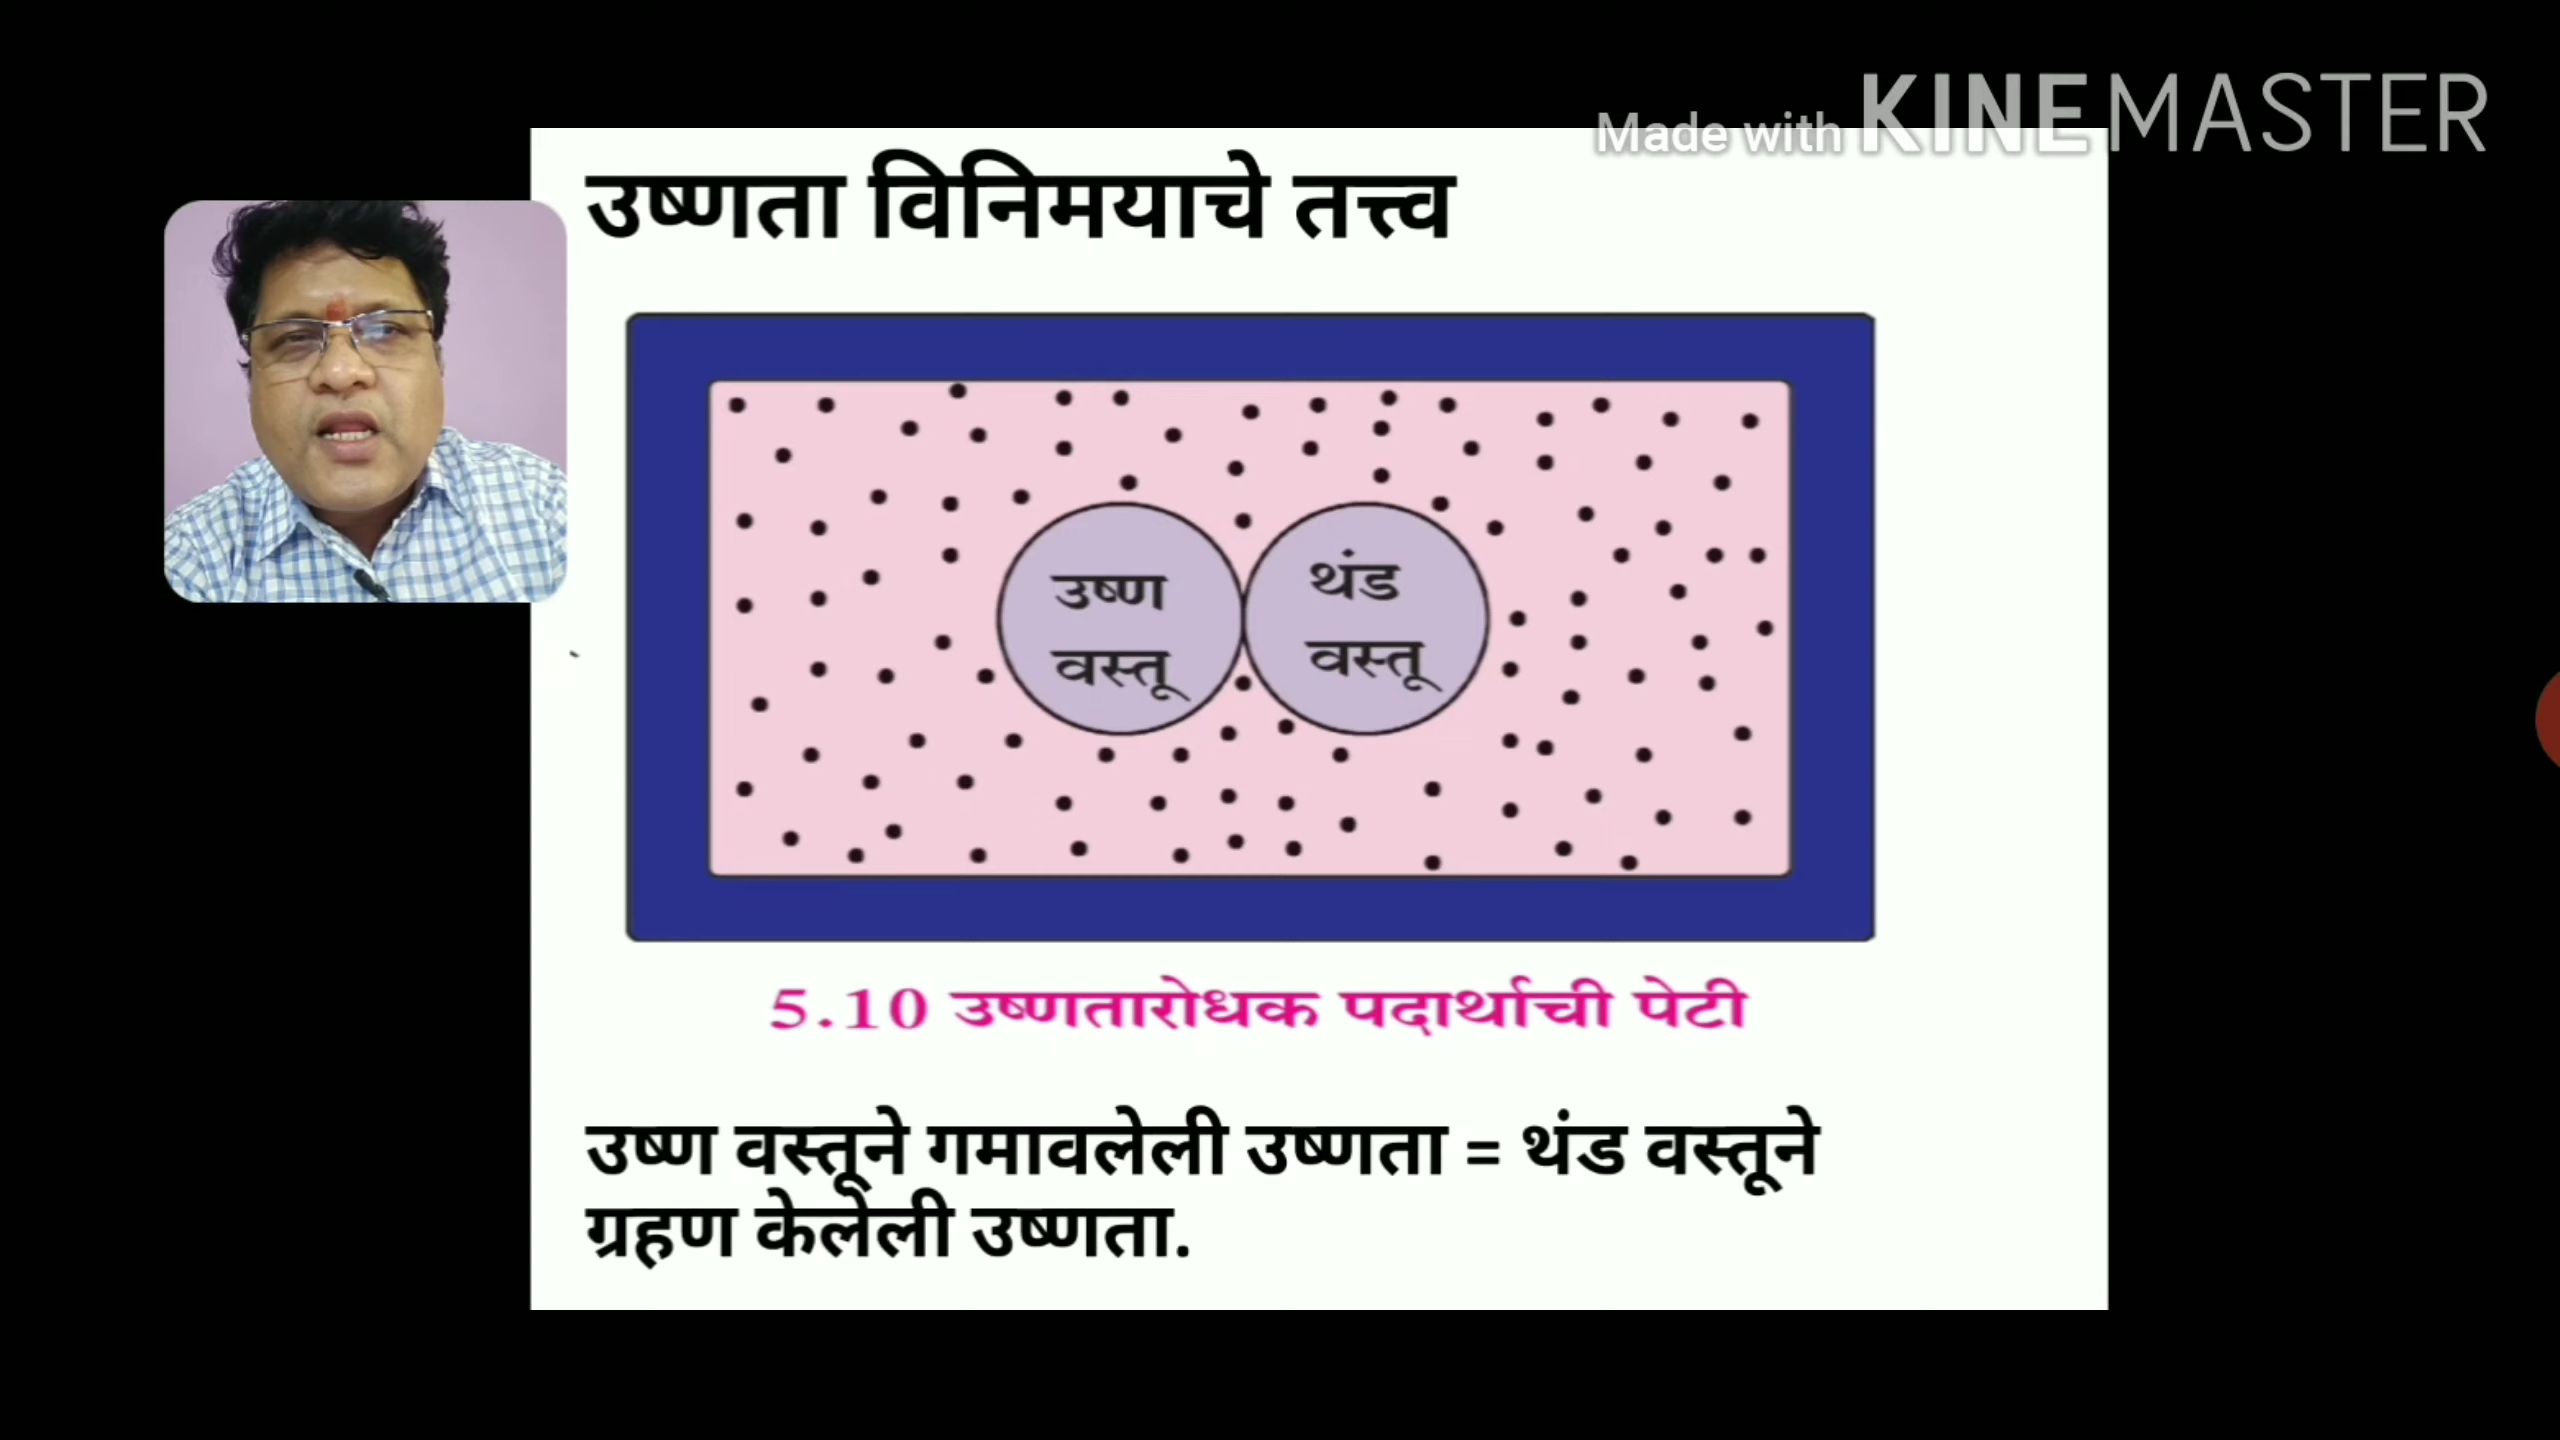 Made with KINEMASTER
उष्णता विनिमयाचे तत्त्व
उष्ण
वस्तू
थंड
वस्तू
5.10 उष्णतारोधक पदार्थाची पेटी
उष्ण वस्तूने गमावलेली उष्णता = थंड वस्तूने
ग्रहण केलेली उष्णता.